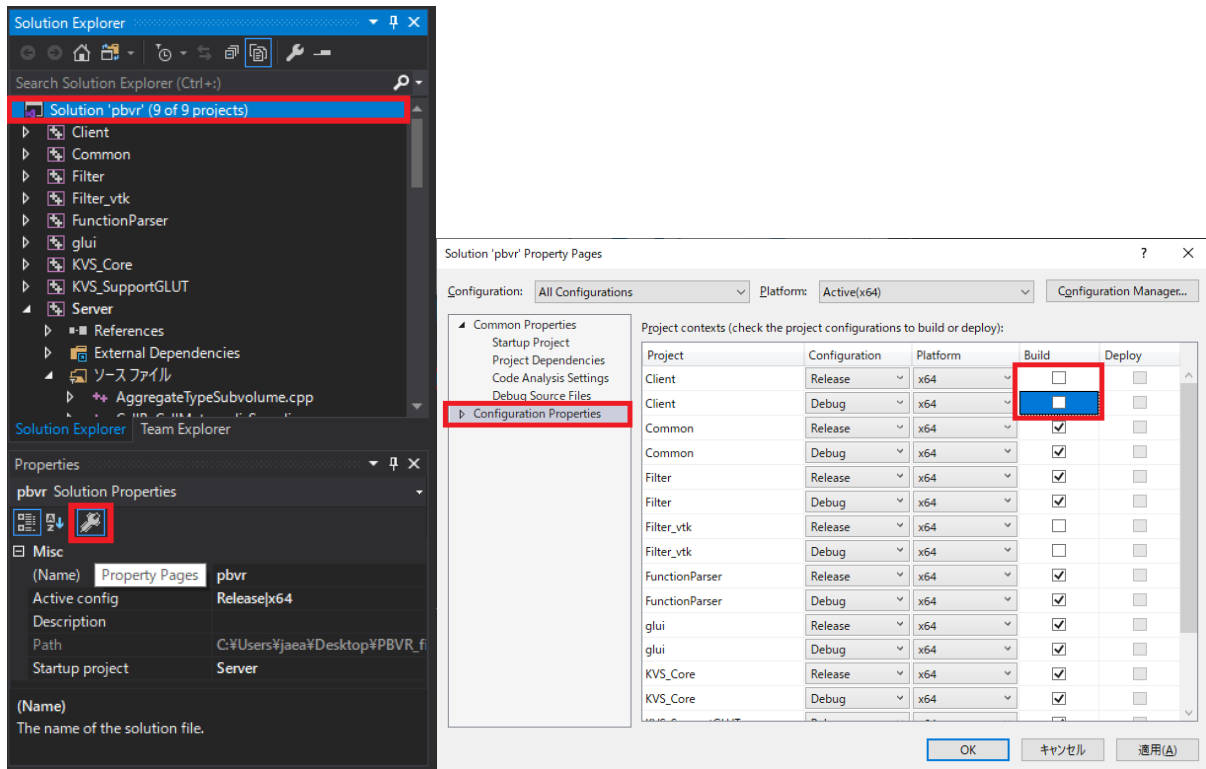 Solution Explorer
Search Solution Explorer (Ctrl+:)
Solution 'pbvr' (9 of 9 projects)
Client
Common
Filter
Filter_vtk
FunctionParser
glui
KVS_Core
KVS_SupportGLUT
Server
References
External Dependencies
ソース ファイル
AggregateTypeSubvolume.cpp
Solution Explorer Team Explorer
Properties
pbvr Solution Properties
Misc
(Name) Property Pages pbvr
Active config Release|x64
Description
Path C:¥Users¥jaea¥Desktop¥PBVR_fi
Startup project Server
(Name)
The name of the solution file.
Solution 'pbvr' Property Pages ?
Configuration: All Configurations Platform: Active(x64) Configuration Manager...
Common Properties
Startup Project
Project Dependencies
Code Analysis Settings
Debug Source Files
Configuration Properties
Project contexts (check the project configurations to build or deploy):
Project Configuration Platform Build Deploy
Client Release x64
Client Debug x64
Common Release x64
Common Debug x64
Filter Release x64
Filter Debug x64
Filter_vtk Release x64
Filter_vtk Debug x64
FunctionParser Release x64
FunctionParser Debug x64
glui Release x64
glui Debug x64
KVS_Core Release x64
KVS_Core Debug x64
OK キャンセル 適用(A)